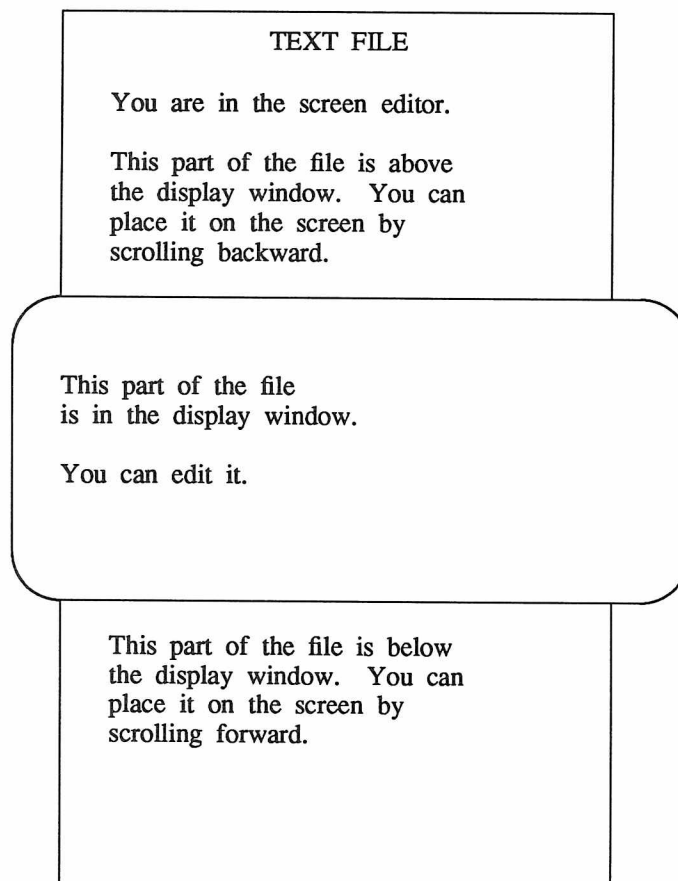 TEXT FILE
You are in the screen editor.
This part of the file is above
the display window. You can
place it on the screen by
scrolling backward.
This part of the file
is in the display window.
You can edit it.
This part of the file is below
the display window. You can
place it on the screen by
scrolling forward.